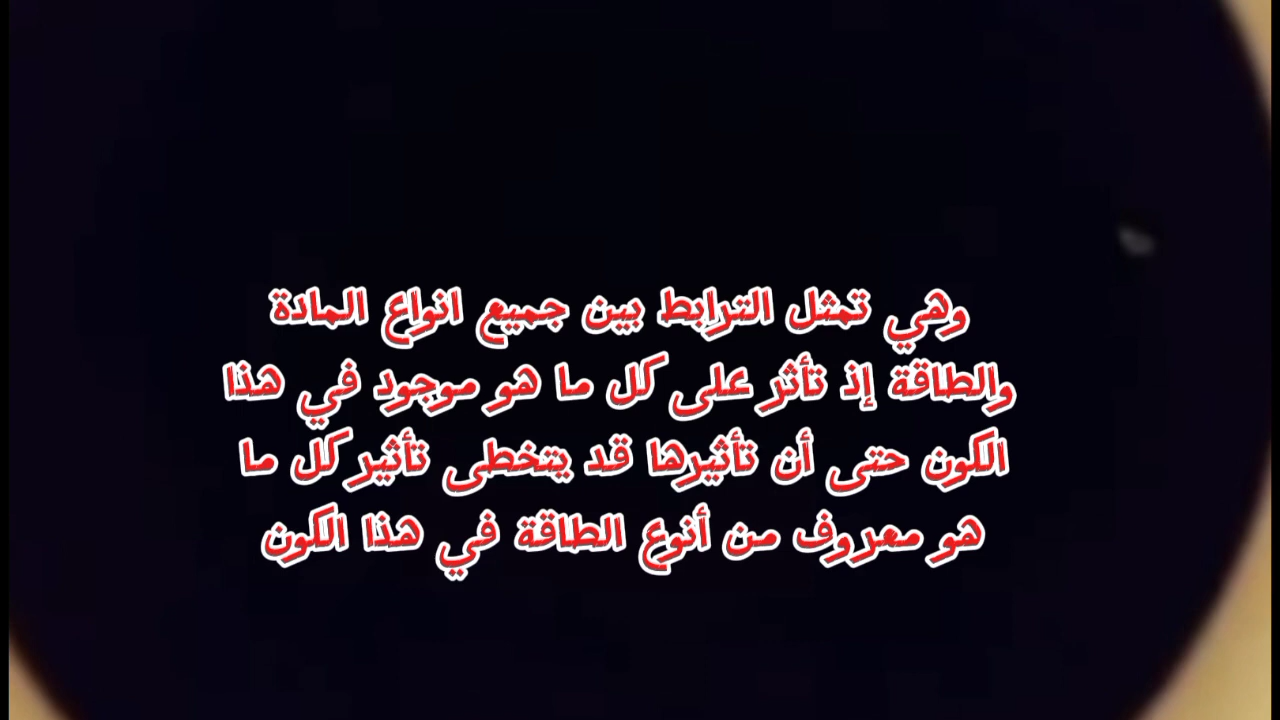 وهي تمثل الترابط بين جميع انواع المادة
والطاقة إذ تأثر على كل ما هو موجود في هذا
الكون حتى أن تأثيرها قد يتخطى تأثير كل ما
هو معروف من أنوع الطاقة في هذا الكون